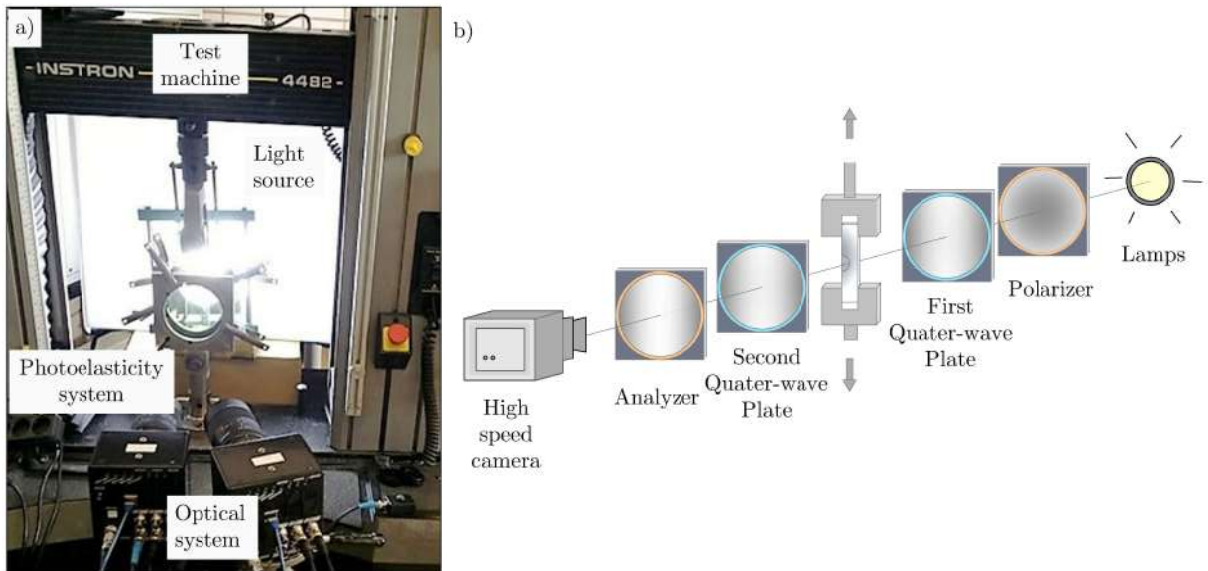 a)
Test
machine
-INSTRON
4482-
Light
source
Photoelasticity
system
Optical
system
b)
Lamps
Polarizer
First
Quater-wave
Plate
Second
Quater-wave
Plate
Analyzer
High
speed
camera